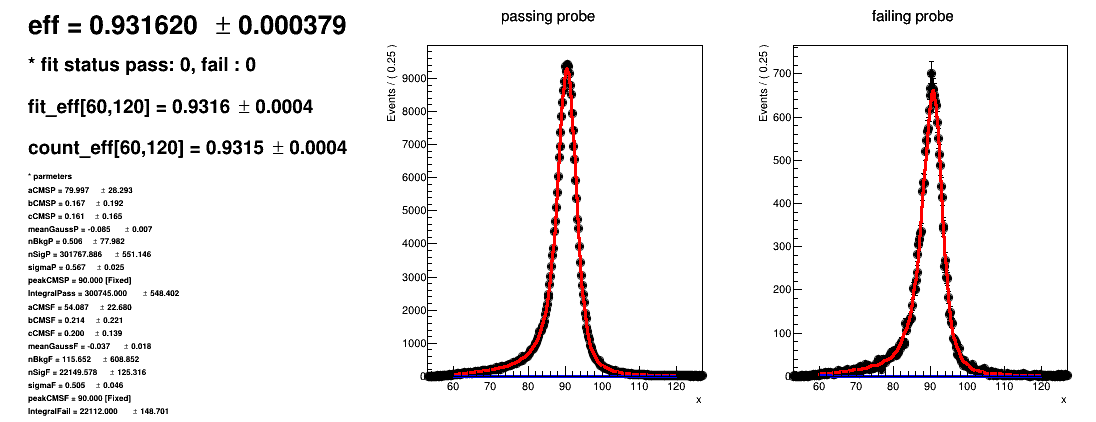 eff = 0.931620 ± 0.000379
* fit status pass: 0, fail : 0
fit_eff[60,120] = 0.9316 ± 0.0004
count_eff[60,120] = 0.9315 ± 0.0004
* parmeters
aCMSP = 79.997 ± 28.293
bCMSP = 0.167 ± 0.192
cCMSP = 0.161 ± 0.165
meanGaussP = -0.085 ± 0.007
nBkgP = 0.506 ± 77.982
nSigP = 301767.886 ± 551.146
sigmaP = 0.567 ± 0.025
peakCMSP = 90.000 [Fixed]
IntegralPass = 300745.000 ± 548.402
aCMSF = 54.087 ± 22.680
bCMSF = 0.214 ± 0.221
cCMSF = 0.200 ± 0.139
meanGaussF = -0.037 ± 0.018
nBkgF = 115.652 ± 608.852
nSigF = 22149.578 ± 125.316
sigmaF = 0.505 ± 0.046
peakCMSF = 90.000 [Fixed]
IntegralFail = 22112.000 ± 148.701
passing probe
Events / ( 0.25 )
9000
8000
7000
6000
5000
4000
3000
2000
1000
0
60 70 80 90 100 110 120
x
failing probe
Events / ( 0.25 )
700
600
500
400
300
200
100
0
60 70 80 90 100 110 120
x